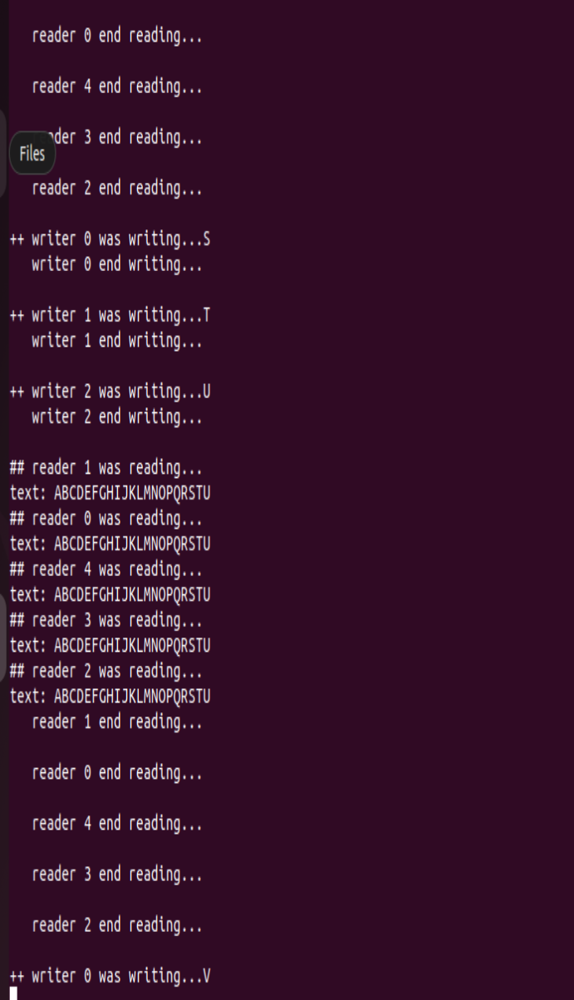 reader 0 end reading...
reader 4 end reading...
3 end reading...
Files
reader 2 end reading...
++ writer 0 was writing...S
writer 0 end writing...
++ writer 1 was writing...T
writer 1 end writing...
++ writer 2 was writing...U
writer 2 end writing...
## reader 1 was reading...
text: ABCDEFGHIJKLMNOPQRSTU
## reader 0 was reading...
text: ABCDEFGHIJKLMNOPQRSTU
## reader 4 was reading...
text: ABCDEFGHIJKLMNOPQRSTU
## reader 3 was reading...
text: ABCDEFGHIJKLMNOPQRSTU
## reader 2 was reading...
text: ABCDEFGHIJKLMNOPQRSTU
reader 1 end reading...
reader 0 end reading...
reader 4 end reading...
reader 3 end reading...
reader 2 end reading...
++ writer 0 was writing...V